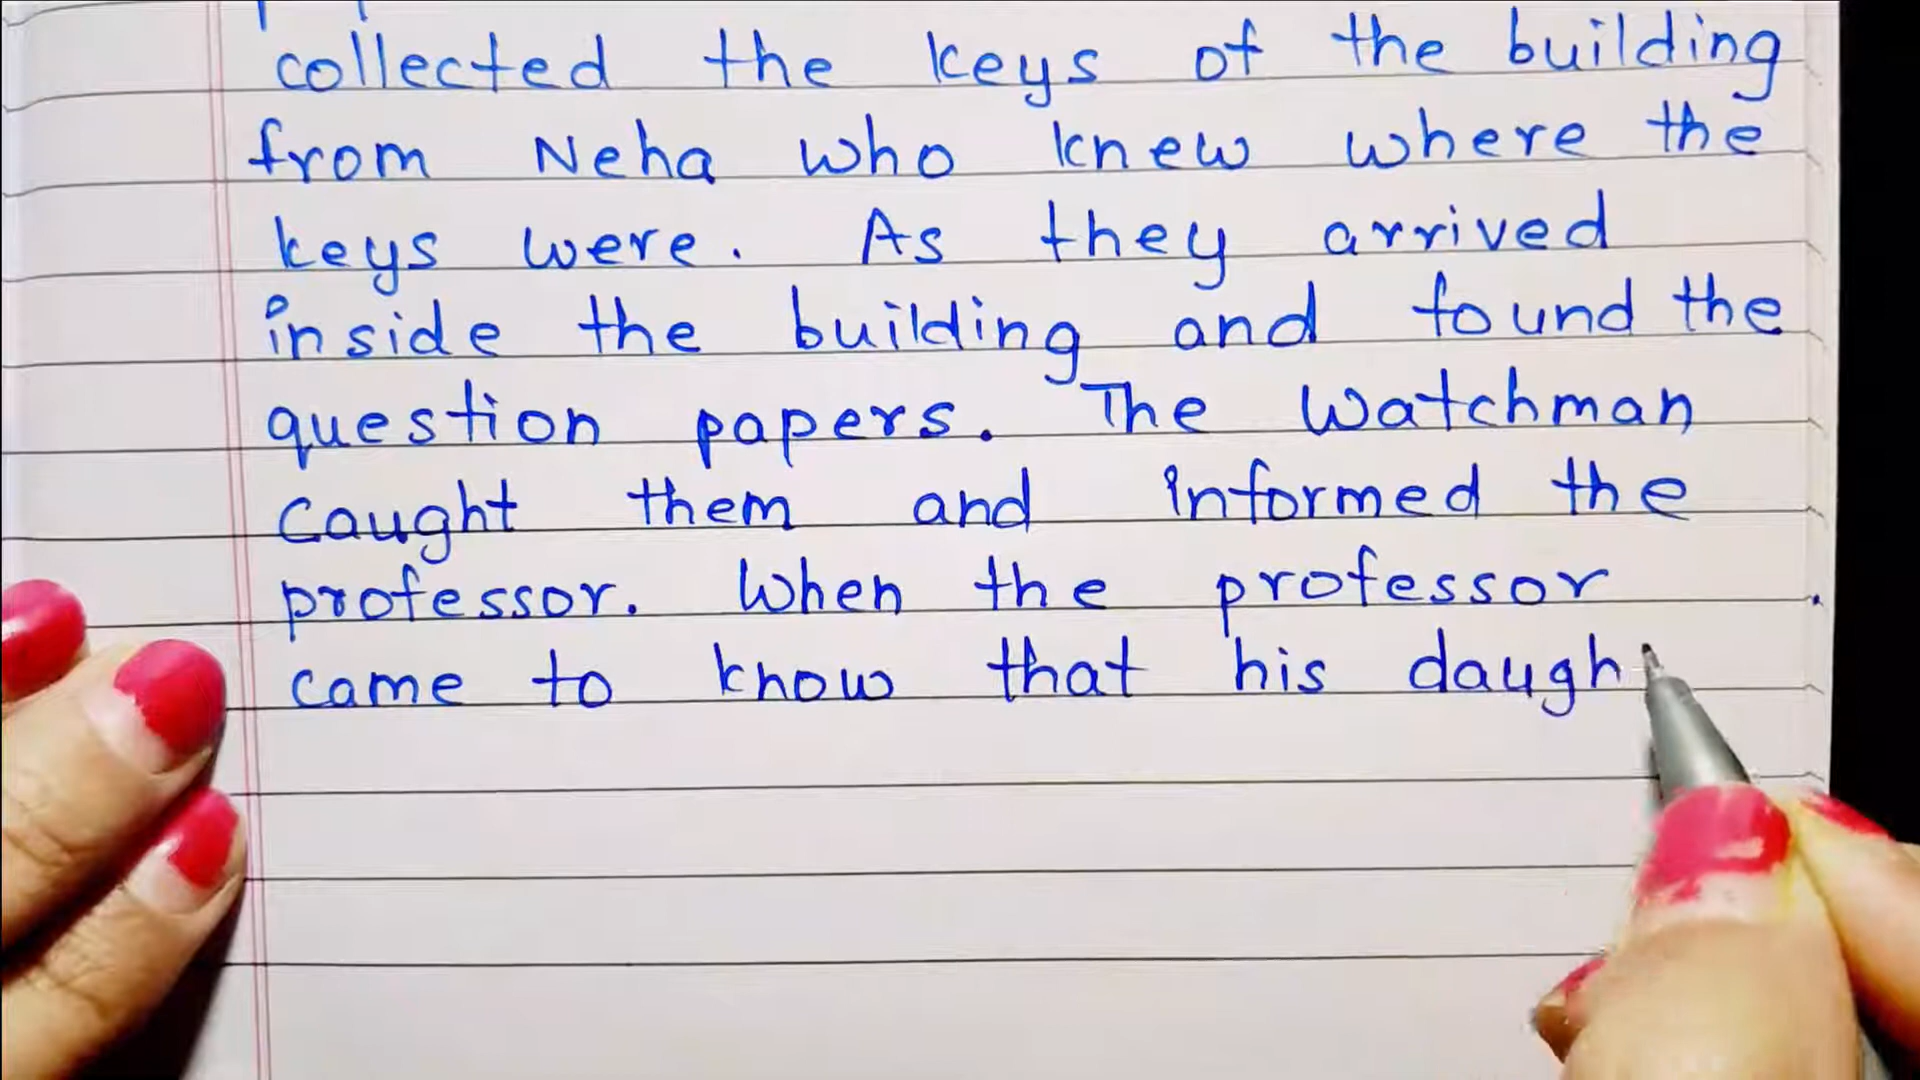 collected the keys of the building
from Neha who knew where the
keys were. As they arrived
inside the building and found the
question papers. The Watchman
caught them and informed the
professor. When the professor
came to know that his daugh